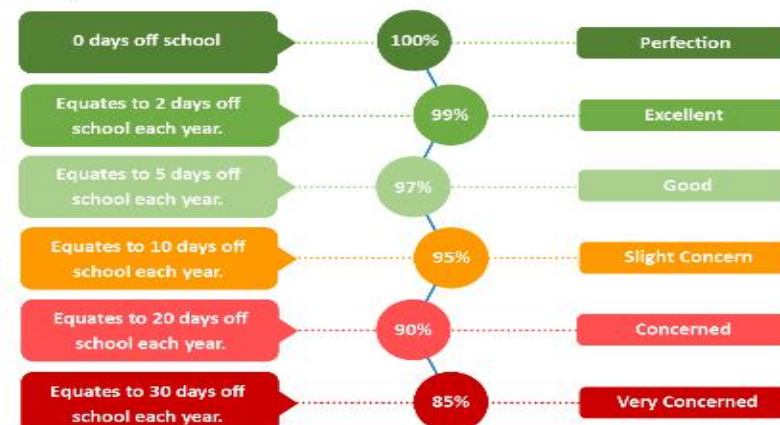 0 days off school
100%
Perfection
Equates to 2 days off
school each year.
99%
Excellent
Equates to 5 days off
school each year.
97%
Good
Equates to 10 days off
school each year.
95%
Slight Concern
Equates to 20 days off
school each year.
90%
Concerned
Equates to 30 days off
school each year.
85%
Very Concerned